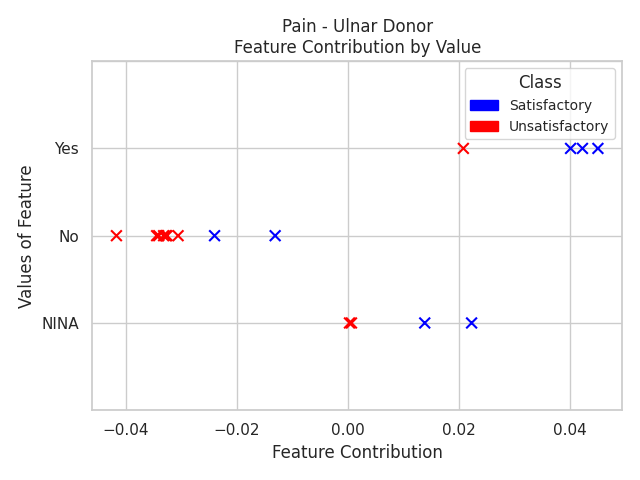 Pain - Ulnar Donor
Feature Contribution by Value
Class
Satisfactory
Unsatisfactory
Values of Feature
Yes
No
NINA
−0.04
−0.02
0.00
0.02
0.04
Feature Contribution